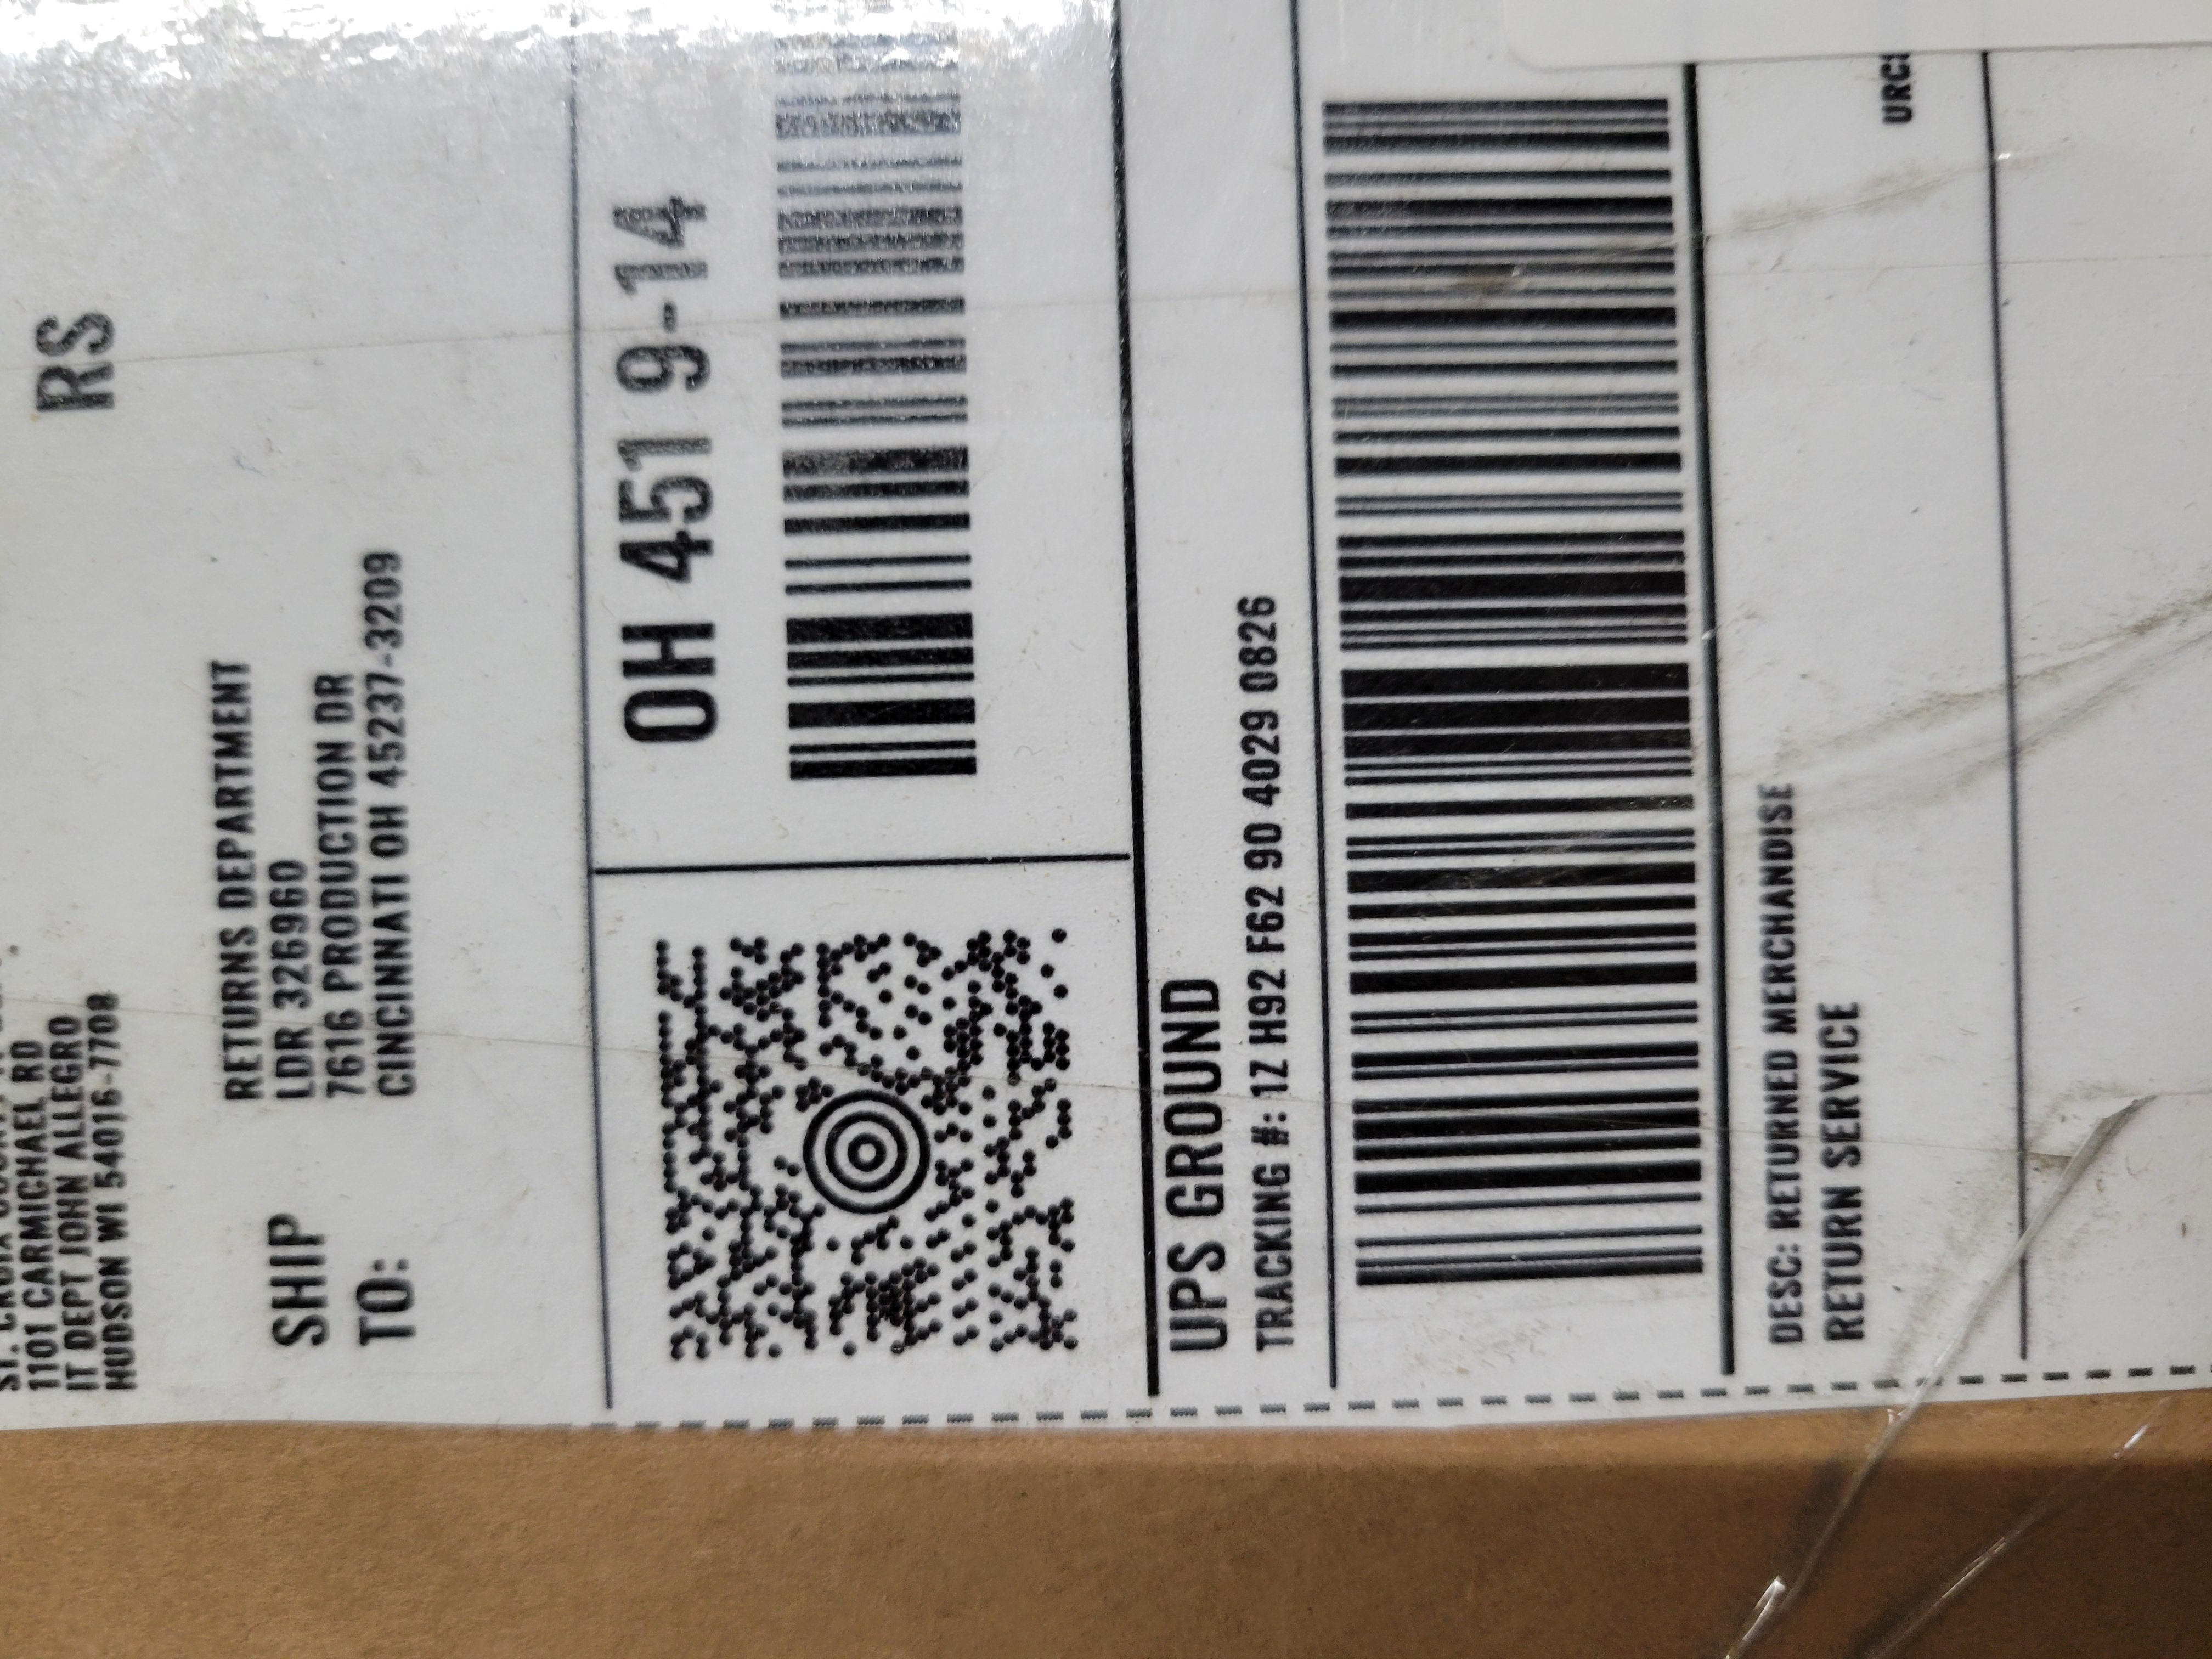 1101 CARMICHAEL RD
IT DEPT JOHN ALLEGRO
HUDSON WI 54016-7708
RS
SHIP
TO:
RETURNS DEPARTMENT
LDR 326960
7616 PRODUCTION DR
CINCINNATI OH 45237-3209
OH 451 9-14
UPS GROUND
TRACKING #: 1Z H92 F62 90 4029 0826
DESC: RETURNED MERCHANDISE
RETURN SERVICE